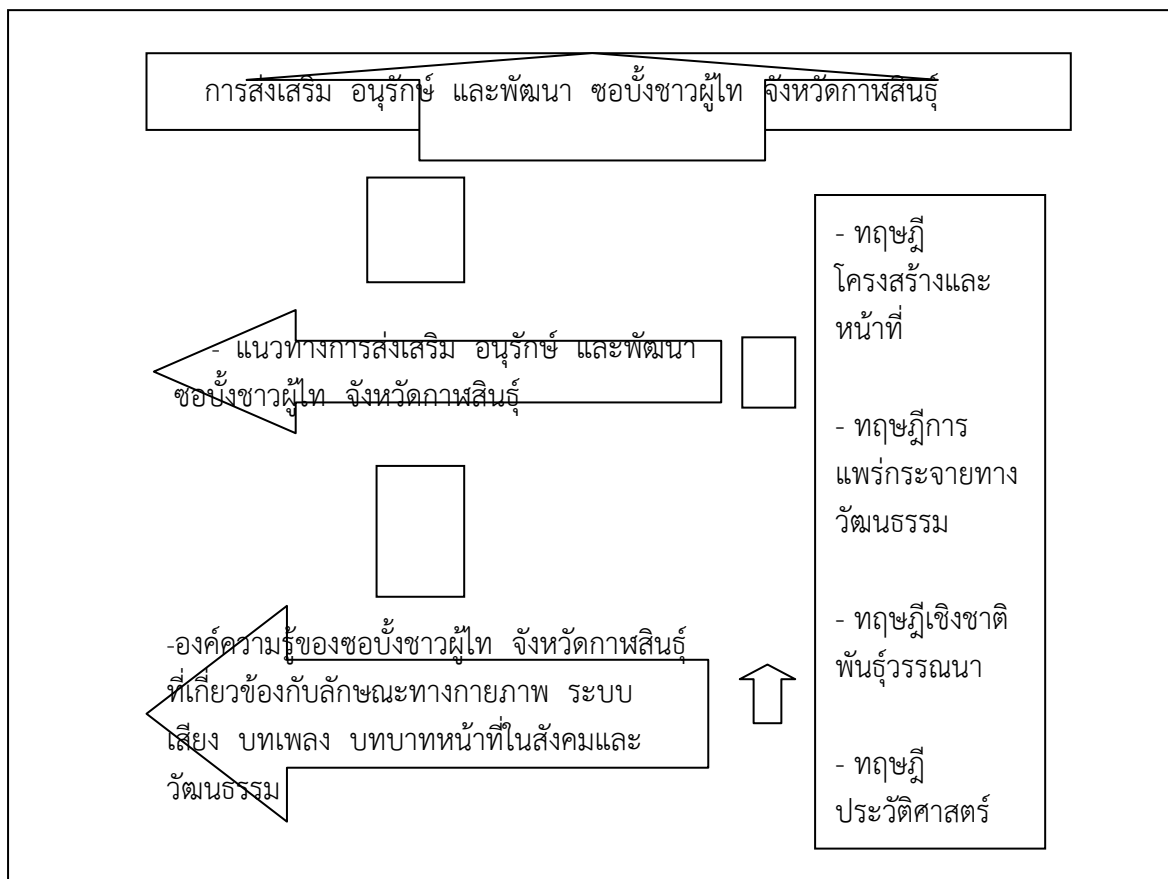 การส่งเสริม อนุรักษ์ และพัฒนา ซอบั้งชาวผู้ไท จังหวัดกาฬสินธุ์
- แนวทางการส่งเสริม อนุรักษ์ และพัฒนา
ซอบั้งชาวผู้ไท จังหวัดกาฬสินธุ์
-องค์ความรู้ของซอบั้งชาวผู้ไท จังหวัดกาฬสินธุ์
ที่เกี่ยวข้องกับลักษณะทางกายภาพ ระบบ
เสียง บทเพลง บทบาทหน้าที่ในสังคมและ
วัฒนธรรม
- ทฤษฎี
โครงสร้างและ
หน้าที่
- ทฤษฎีการ
แพร่กระจายทาง
วัฒนธรรม
- ทฤษฎีเชิงชาติ
พันธุ์วรรณนา
- ทฤษฎี
ประวัติศาสตร์